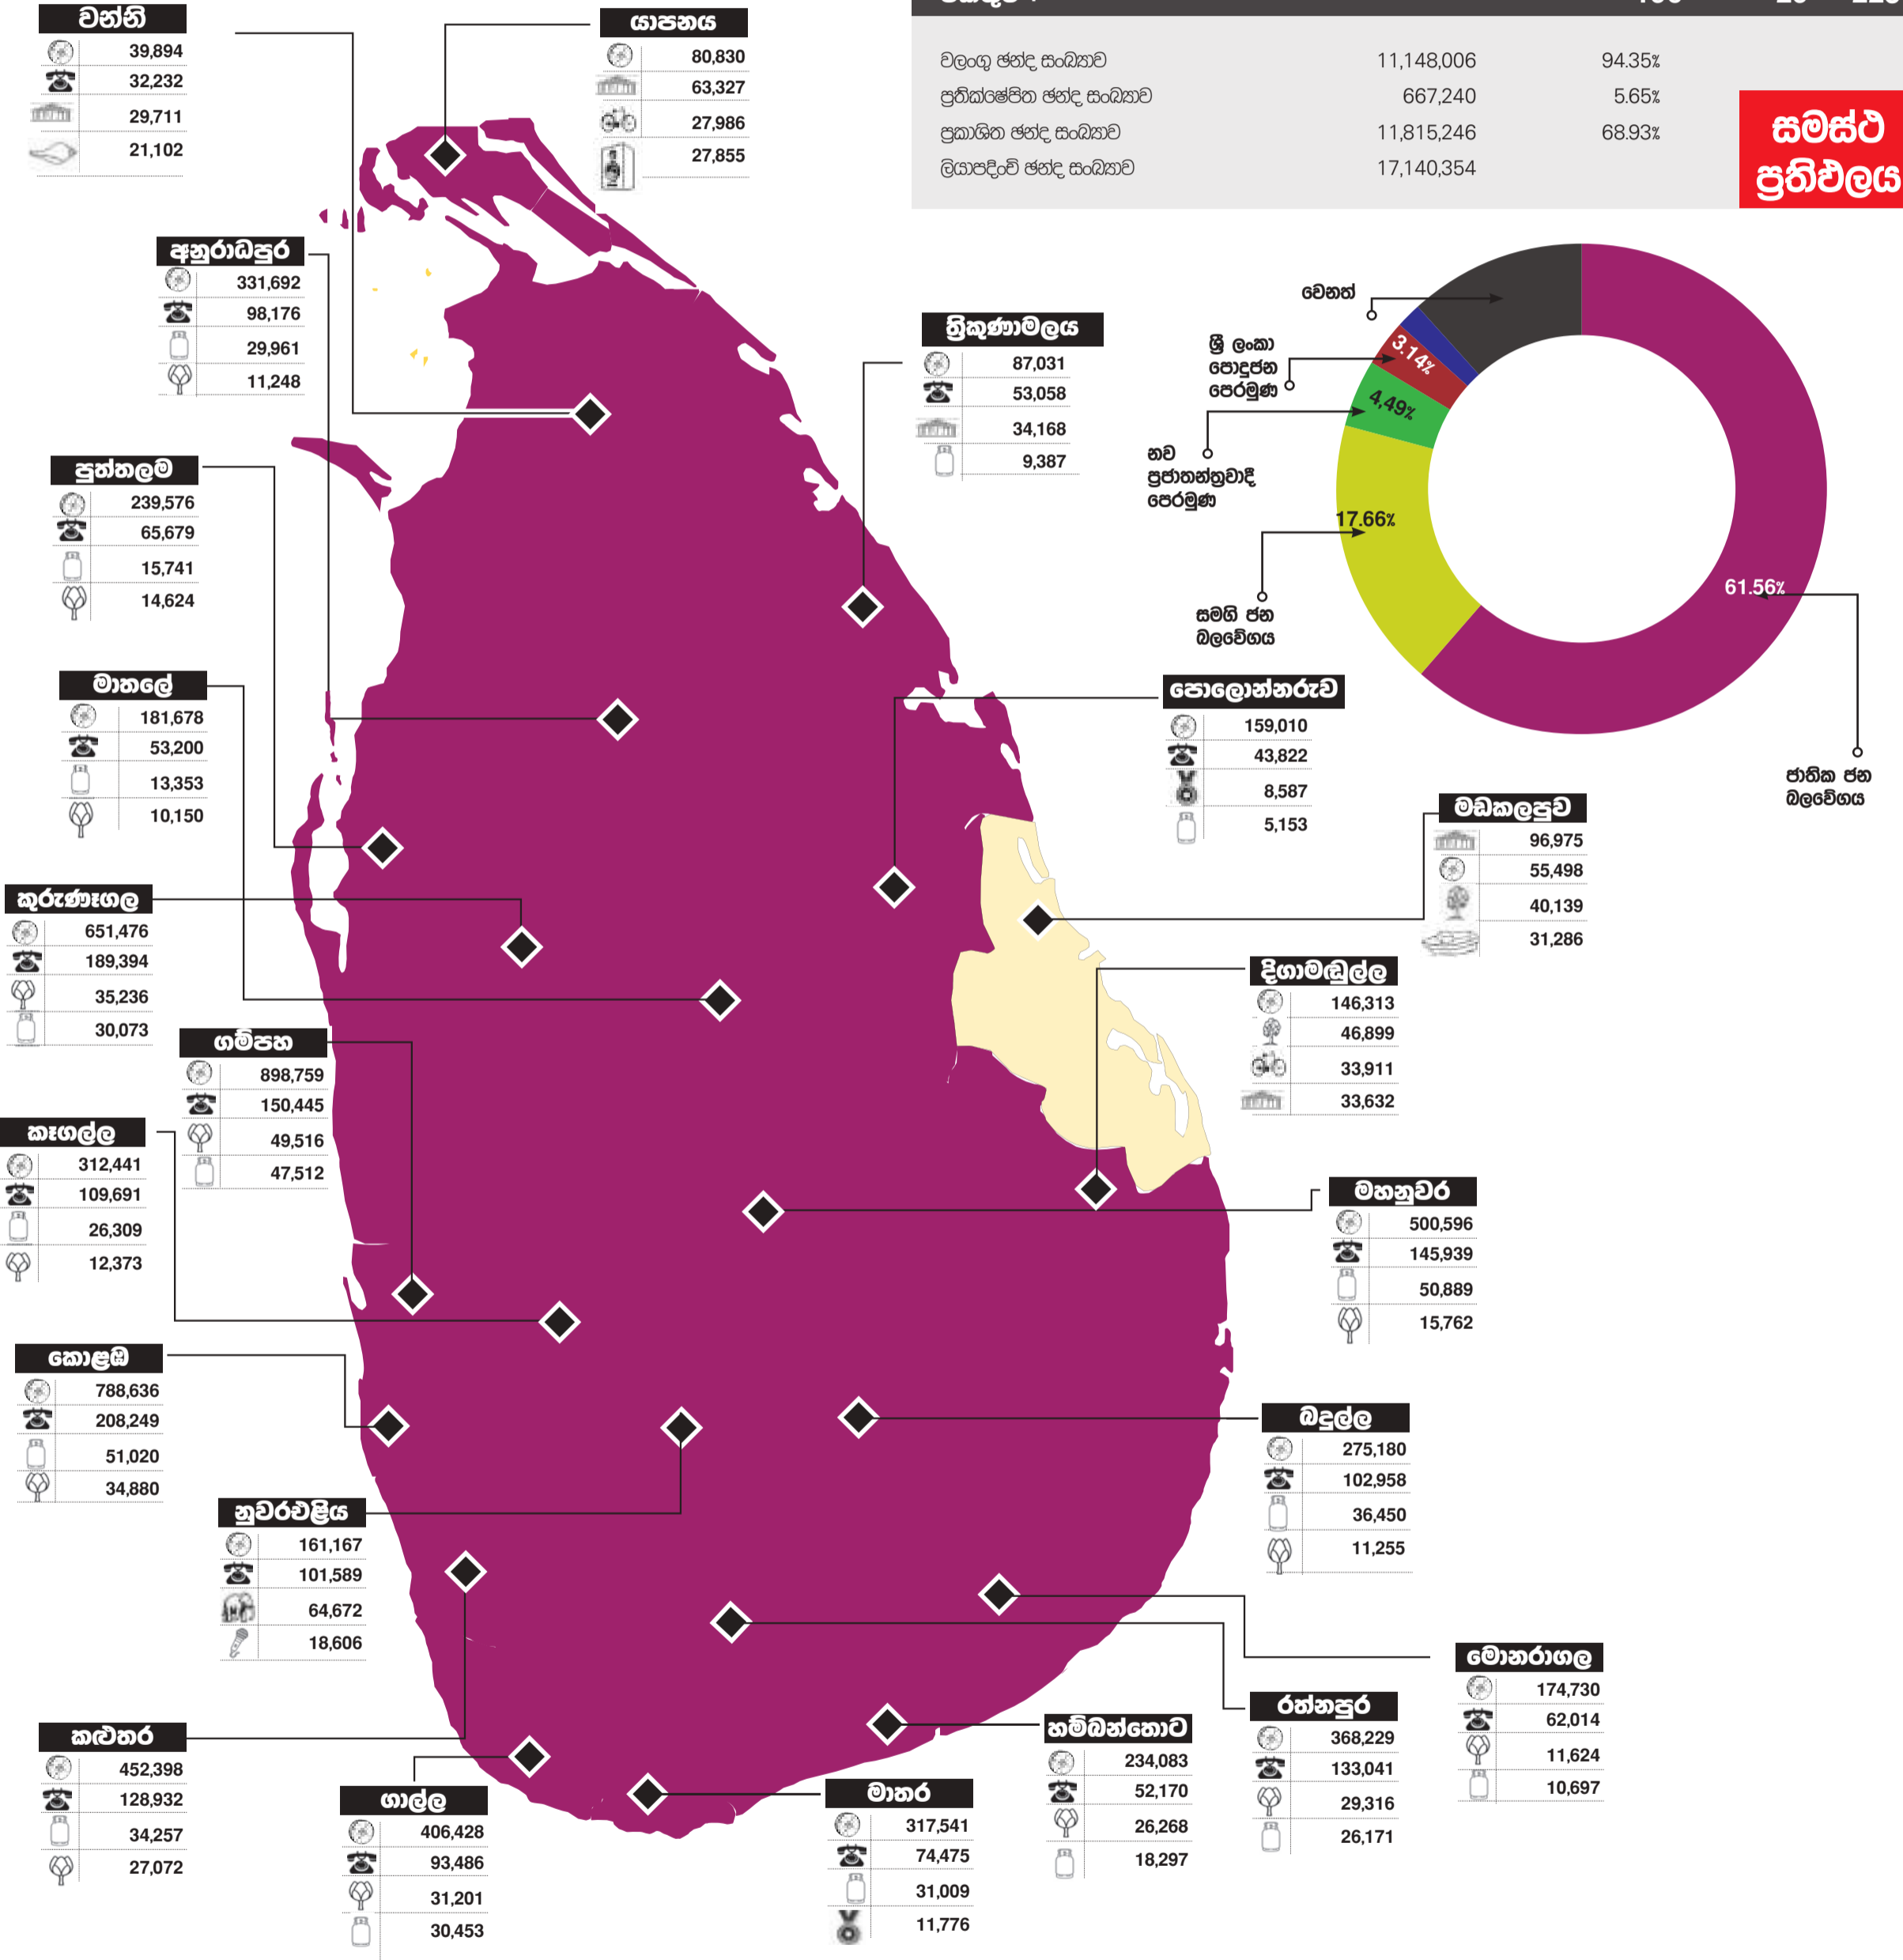 වන්නි
39,894
32,232
29,711
21,102
යාපනය
80,830
63,327
27,986
27,855
වලංගු ඡන්ද සංඛ්‍යාව 11,148,006 94.35%
ප්‍රතික්ෂේපිත ඡන්ද සංඛ්‍යාව 667,240 5.65%
ප්‍රකාශිත ඡන්ද සංඛ්‍යාව 11,815,246 68.93%
ලියාපදිංචි ඡන්ද සංඛ්‍යාව 17,140,354
සමස්ථ
ප්‍රතිඵලය
අනුරාධපුර
331,692
98,176
29,961
11,248
ත්‍රිකුණාමලය
87,031
53,058
34,168
9,387
වෙනත්
ශ්‍රී ලංකා
පොදුජන
පෙරමුණ
3.14%
නව
ප්‍රජාතන්ත්‍රවාදී
පෙරමුණ
4,49%
17.66%
සමගි ජන
බලවේගය
61.56%
ජාතික ජන
බලවේගය
පුත්තලම
239,576
65,679
15,741
14,624
මාතලේ
181,678
53,200
13,353
10,150
පොලොන්නරුව
159,010
43,822
8,587
5,153
මඩකලපුව
96,975
55,498
40,139
31,286
කුරුණෑගල
651,476
189,394
35,236
30,073
දිගාමඬුල්ල
146,313
46,899
33,911
33,632
ගම්පහ
898,759
150,445
49,516
47,512
කෑගල්ල
312,441
109,691
26,309
12,373
මහනුවර
500,596
145,939
50,889
15,762
කොළඹ
788,636
208,249
51,020
34,880
බදුල්ල
275,180
102,958
36,450
11,255
නුවරඑළිය
161,167
101,589
64,672
18,606
මොනරාගල
174,730
62,014
11,624
10,697
රත්නපුර
368,229
133,041
29,316
26,171
හම්බන්තොට
234,083
52,170
26,268
18,297
කළුතර
452,398
128,932
34,257
27,072
ගාල්ල
406,428
93,486
31,201
30,453
මාතර
317,541
74,475
31,009
11,776